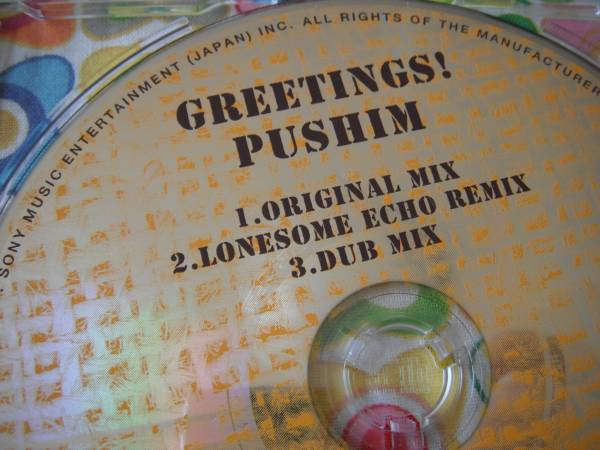 SONY MUSIC ENTERTAINMENT (JAPAN) INC. ALL RIGHTS OF THE MANUFACTURER
GREETINGS!
PUSHIM
1.ORIGINAL MIX
2.LONESOME ECHO REMIX
3.DUB MIX